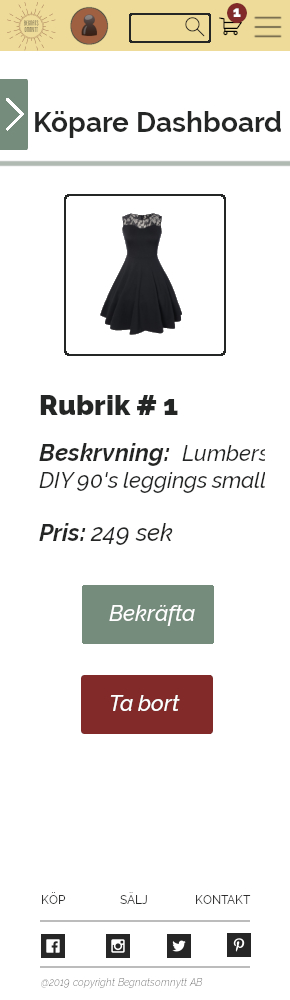 1
Köpare Dashboard
Rubrik # 1
Beskrvning: Lumbers
DIY 90's leggings small
Pris: 249 sek
Bekräfta
Ta bort
KÖP SÄLJ KONTAKT
@2019 copyright Begnatsomnytt AB